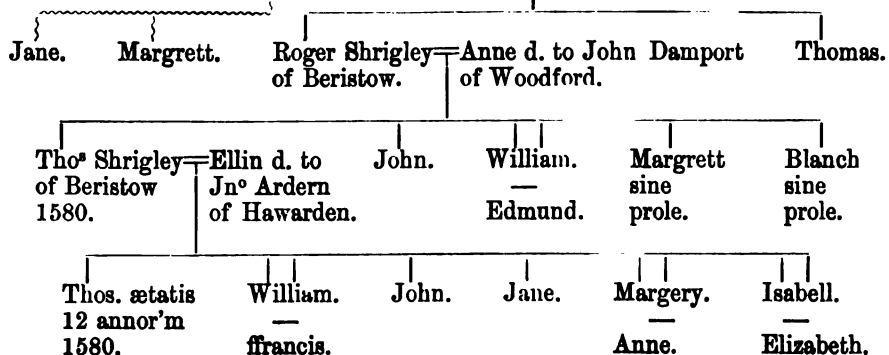 Jane. Margrett. Roger Shrigley=Anne d. to John Damport Thomas.
of Beristow. of Woodford.
Thoˢ Shrigley=Ellin d. to John. William. Margrett Blanch
of Beristow Jnº Ardern — sine sine
1580. of Hawarden. Edmund. prole. prole.
Thos. ætatis William. John. Jane. Margery. Isabell.
12 annor'm — — —
1580. ffrancis. Anne. Elizabeth.